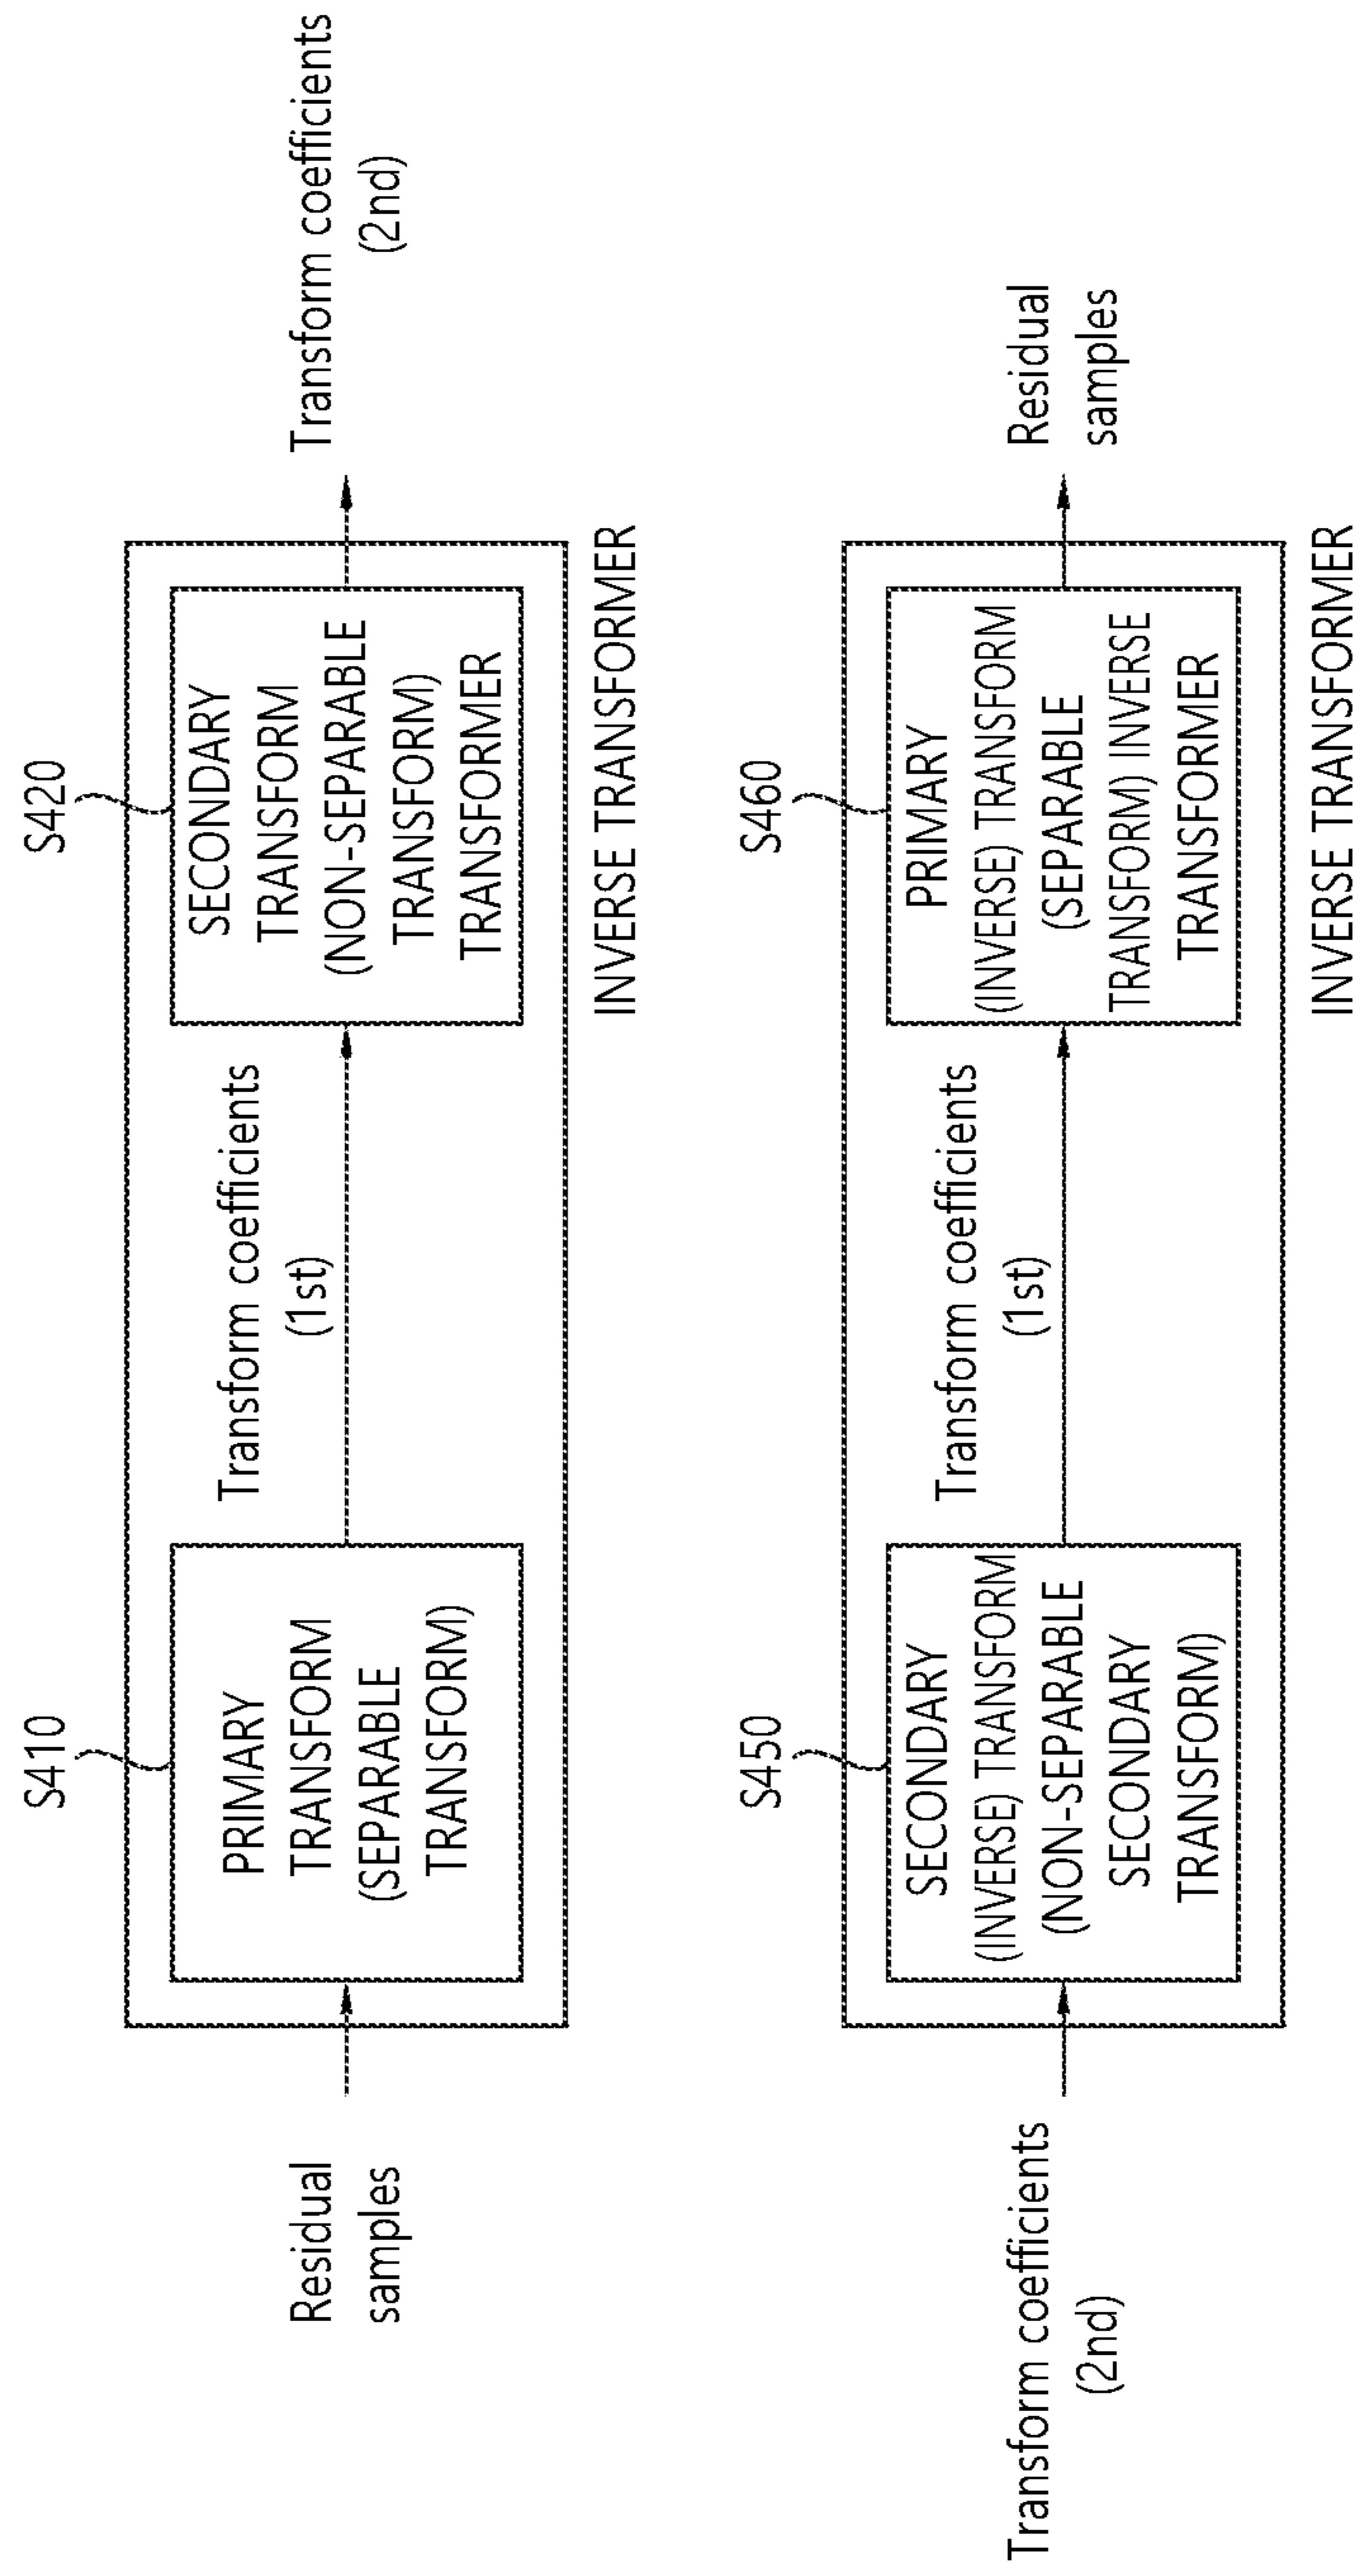 Residual
samples
S410
PRIMARY
TRANSFORM
(SEPARABLE
TRANSFORM)
Transform coefficients
(1st)
S420
SECONDARY
TRANSFORM
(NON-SEPARABLE
TRANSFORM)
TRANSFORMER
INVERSE TRANSFORMER
Transform coefficients
(2nd)
Transform coefficients
(2nd)
S450
SECONDARY
(INVERSE) TRANSFORM
(NON-SEPARABLE
SECONDARY
TRANSFORM)
Transform coefficients
(1st)
S460
PRIMARY
(INVERSE) TRANSFORM
(SEPARABLE
TRANSFORM) INVERSE
TRANSFORMER
INVERSE TRANSFORMER
Residual
samples